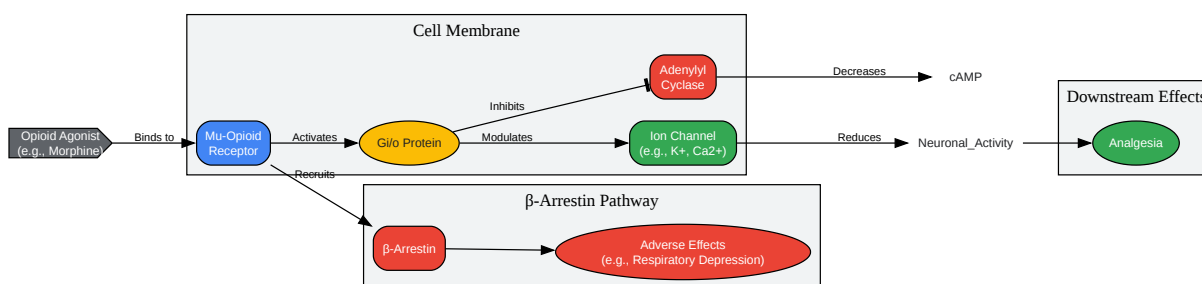 Cell Membrane
Adenylyl
Cyclase
Decreases
cAMP
Downstream Effects
Inhibits
Opioid Agonist
(e.g., Morphine)
Binds to
Mu-Opioid
Receptor
Activates
Gi/o Protein
Modulates
Ion Channel
(e.g., K+, Ca2+)
Reduces
Neuronal_Activity
Analgesia
Recruits
β-Arrestin Pathway
β-Arrestin
Adverse Effects
(e.g., Respiratory Depression)